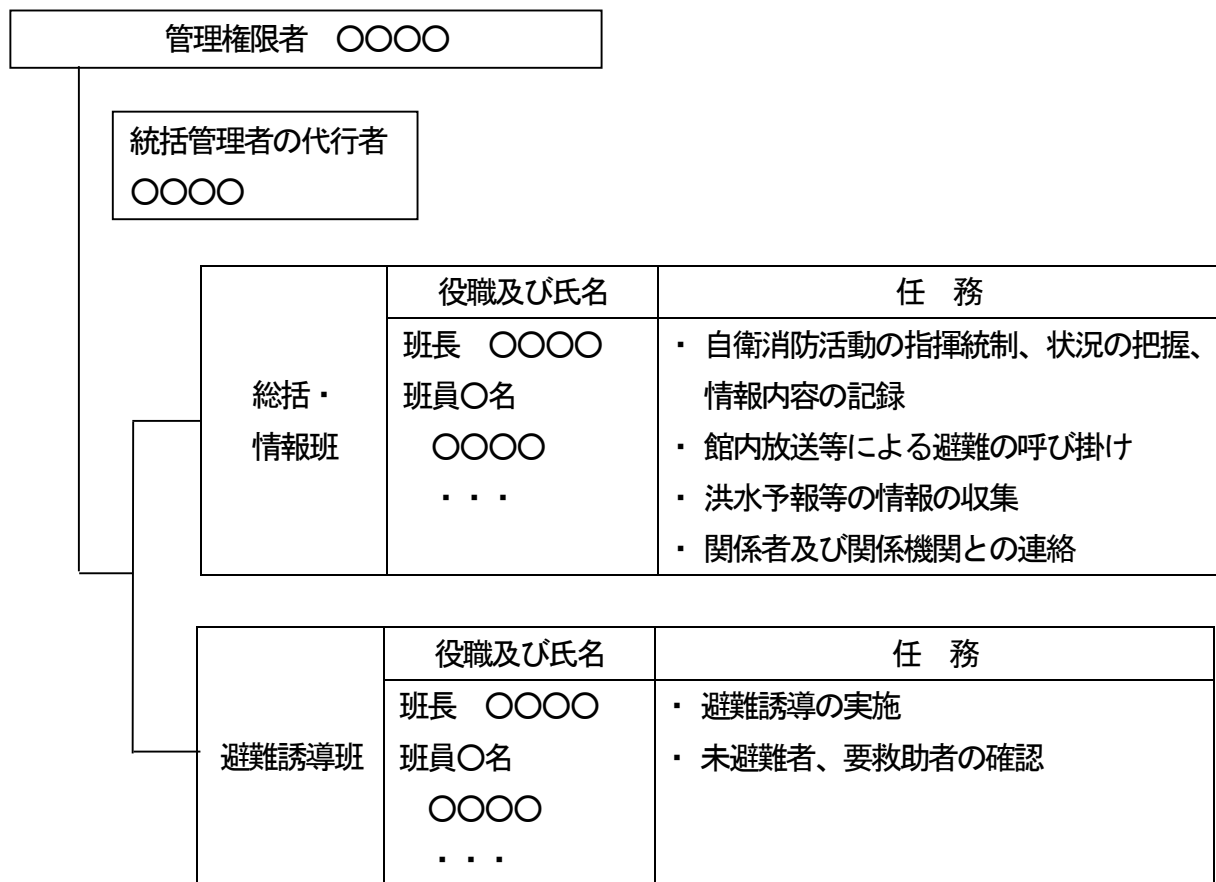 管理権限者　〇〇〇〇
統括管理者の代行者
〇〇〇〇
役職及び氏名
任　務
総括・
情報班
班長　〇〇〇〇
班員〇名
〇〇〇〇
・・・
・ 自衛消防活動の指揮統制、状況の把握、
情報内容の記録
・ 館内放送等による避難の呼び掛け
・ 洪水予報等の情報の収集
・ 関係者及び関係機関との連絡
役職及び氏名
任　務
避難誘導班
班長　〇〇〇〇
班員〇名
〇〇〇〇
・・・
・ 避難誘導の実施
・ 未避難者、要救助者の確認